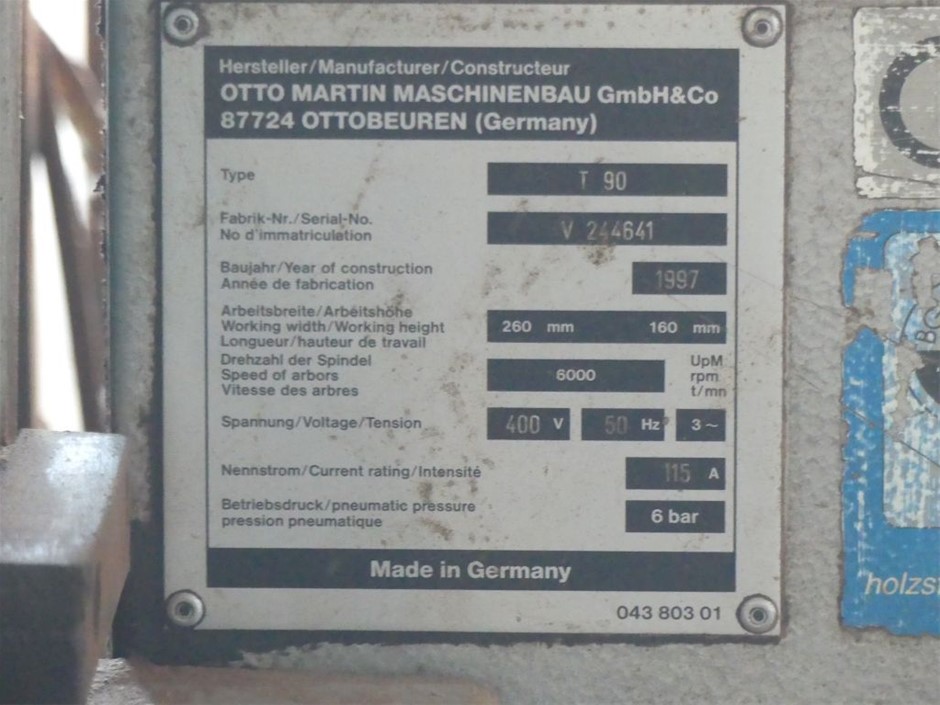 Hersteller/Manufacturer/Constructeur
OTTO MARTIN MASCHINENBAU GmbH&Co
87724 OTTOBEUREN (Germany)
Type T 90
Fabrik-Nr./Serial-No.
No d'immatriculation V 244641
Baujahr/Year of construction
Année de fabrication 1997
Arbeitsbreite/Arbeitshöhe
Working width/Working height 260 mm 160 mm
Longueur/hauteur de travail
Drehzahl der Spindel UpM
Speed of arbors 6000 rpm
Vitesse des arbres t/mn
Spannung/Voltage/Tension 400 V 50 Hz 3~
Nennstrom/Current rating/Intensité 115 A
Betriebsdruck/pneumatic pressure
pression pneumatique 6 bar
Made in Germany
043 803 01